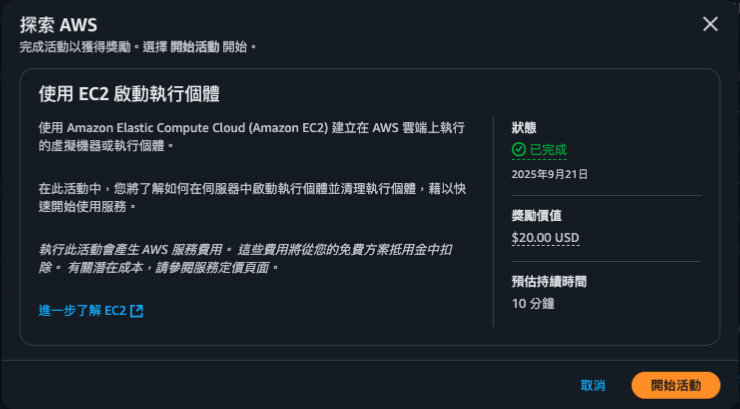 探索 AWS
完成活動以獲得獎勵。選擇 開始活動 開始。
使用 EC2 啟動執行個體
使用 Amazon Elastic Compute Cloud (Amazon EC2) 建立在 AWS 雲端上執行
的虛擬機器或執行個體。
在此活動中，您將了解如何在伺服器中啟動執行個體並清理執行個體，藉以快
速開始使用服務。
執行此活動會產生 AWS 服務費用。 這些費用將從您的免費方案抵用金中扣
除。 有關潛在成本，請參閱服務定價頁面。
進一步了解 EC2
狀態
已完成
2025年9月21日
獎勵價值
$20.00 USD
預估持續時間
10 分鐘
取消
開始活動